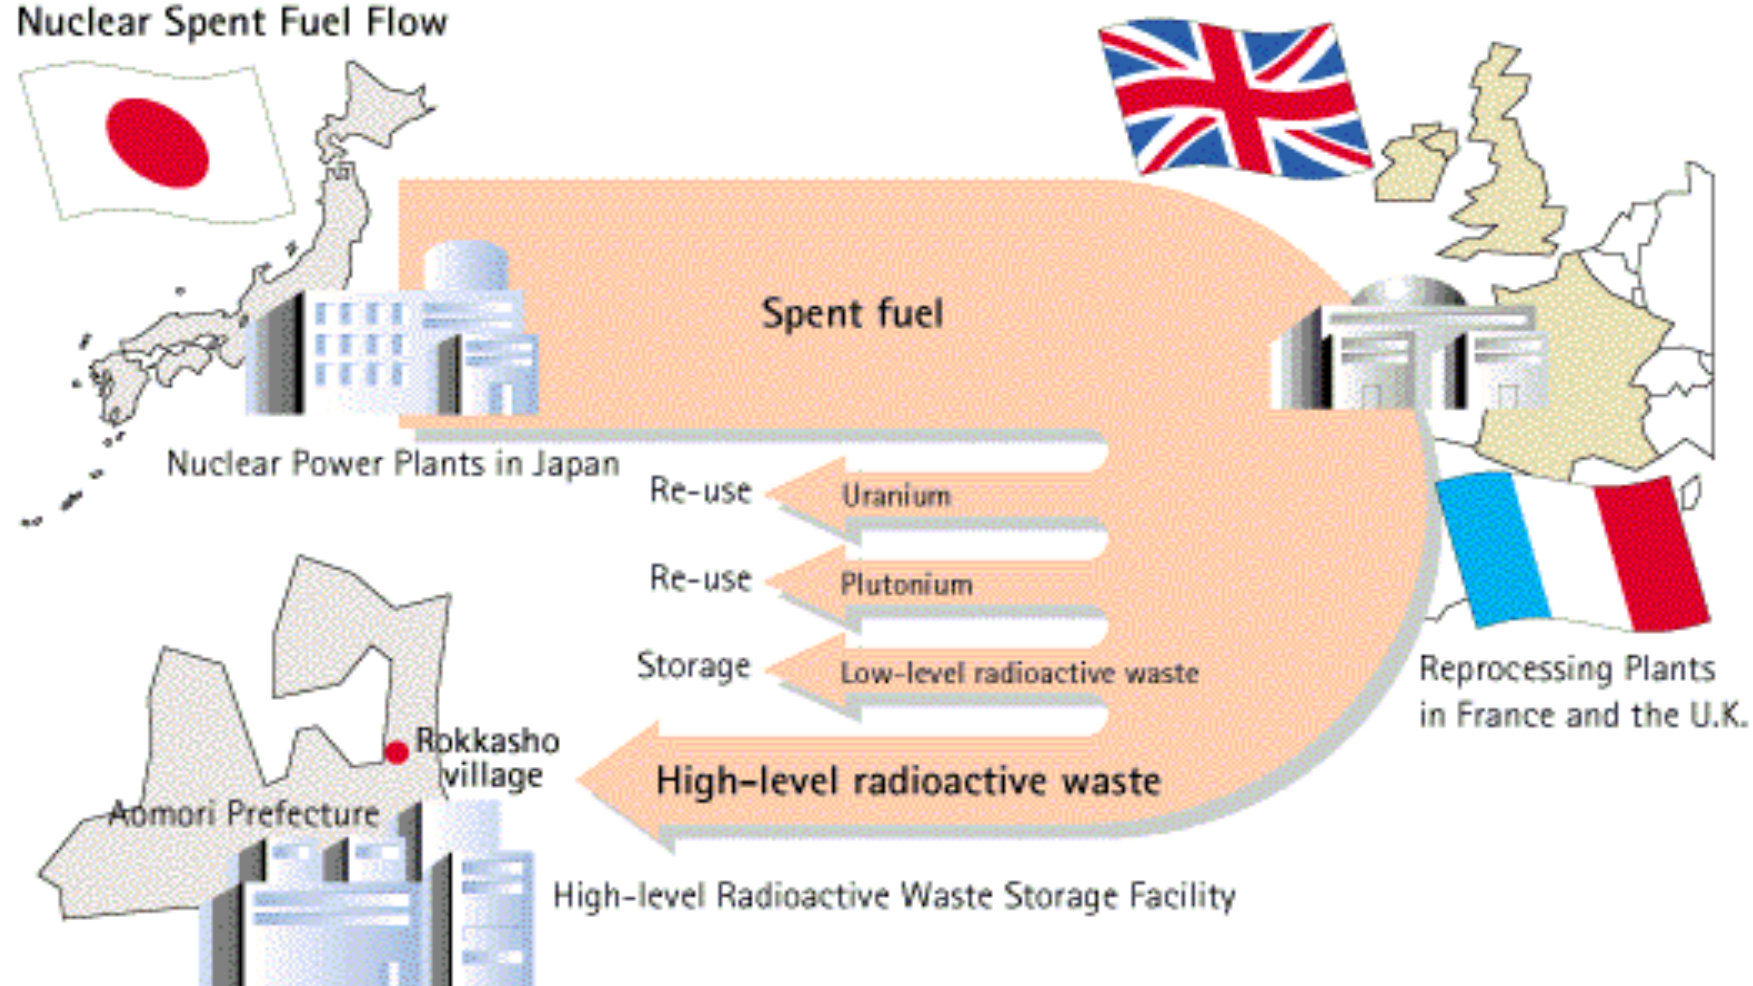 Nuclear Spent Fuel Flow
Spent fuel
Nuclear Power Plants in Japan
Re-use
Uranium
Re-use
Plutonium
Storage
Low-level radioactive waste
Reprocessing Plants
in France and the U.K.
Rokkasho
village
High-level radioactive waste
Aomori Prefecture
High-level Radioactive Waste Storage Facility